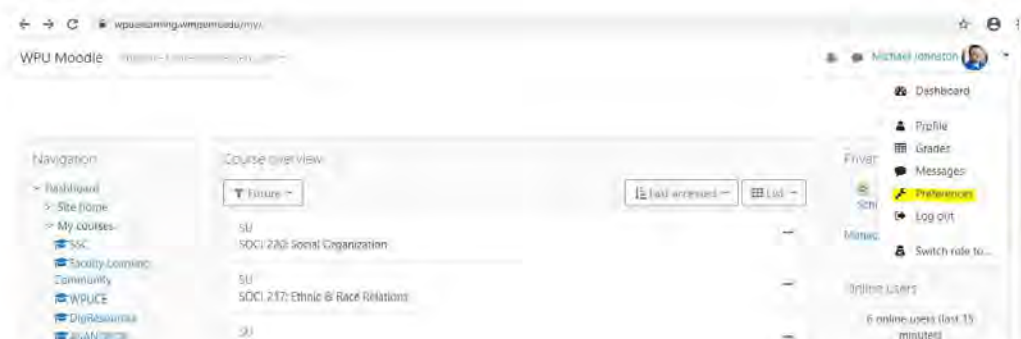 WPU Moodle
Michael Johnston
Dashboard
Profile
Grades
Messages
Preferences
Log out
Switch role to...
Navigation
Dashboard
Site home
My courses
SSC
Faculty Learning
Community
WPUCE
DigiResources
Course overview
Future
Last accessed
List
SU
SOCI 220: Social Organization
SU
SOCI 217: Ethnic & Race Relations
SU
Online users
6 online users (last 15
minutes)